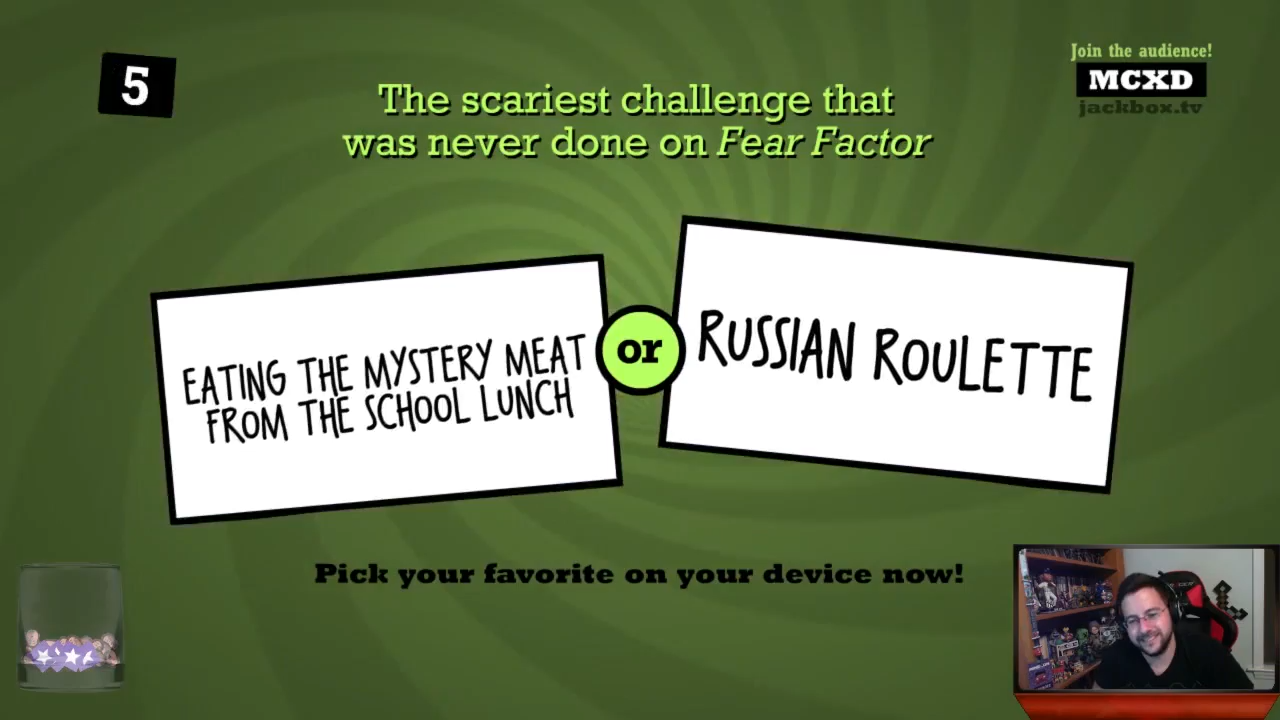 5
Join the audience!
MCXD
jackbox.tv
The scariest challenge that
was never done on Fear Factor
EATING THE MYSTERY MEAT
FROM THE SCHOOL LUNCH
or
RUSSIAN ROULETTE
Pick your favorite on your device now!